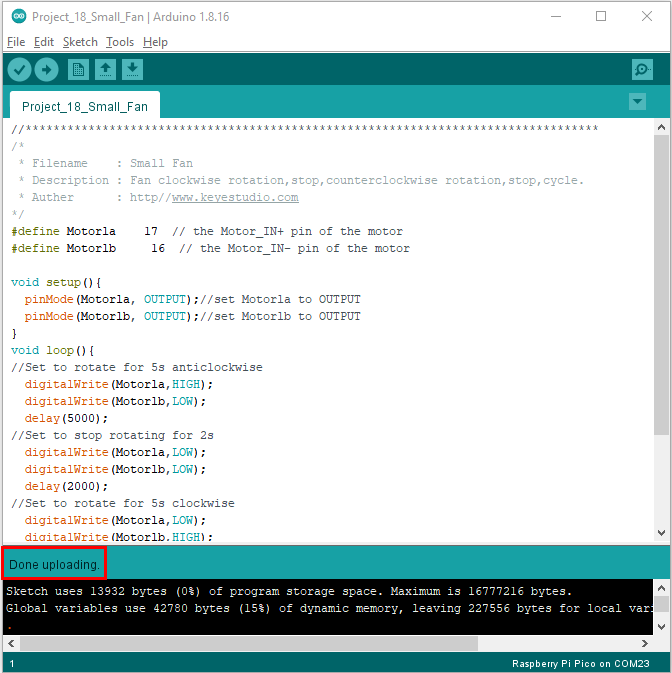 Project_18_Small_Fan | Arduino 1.8.16
File Edit Sketch Tools Help
Project_18_Small_Fan
//**********************************************************************************
/*
 * Filename    : Small Fan
 * Description : Fan clockwise rotation,stop,counterclockwise rotation,stop,cycle.
 * Auther      : http//www.keyestudio.com
*/
#define Motorla    17  // the Motor_IN+ pin of the motor
#define Motorlb     16  // the Motor_IN- pin of the motor
void setup(){
  pinMode(Motorla, OUTPUT);//set Motorla to OUTPUT
  pinMode(Motorlb, OUTPUT);//set Motorlb to OUTPUT
}
void loop(){
//Set to rotate for 5s anticlockwise
  digitalWrite(Motorla,HIGH);
  digitalWrite(Motorlb,LOW);
  delay(5000);
//Set to stop rotating for 2s
  digitalWrite(Motorla,LOW);
  digitalWrite(Motorlb,LOW);
  delay(2000);
//Set to rotate for 5s clockwise
  digitalWrite(Motorla,LOW);
  digitalWrite(Motorlb,HIGH);
Done uploading.
Sketch uses 13932 bytes (0%) of program storage space. Maximum is 16777216 bytes.
Global variables use 42780 bytes (15%) of dynamic memory, leaving 227556 bytes for local vari
.
1
Raspberry Pi Pico on COM23